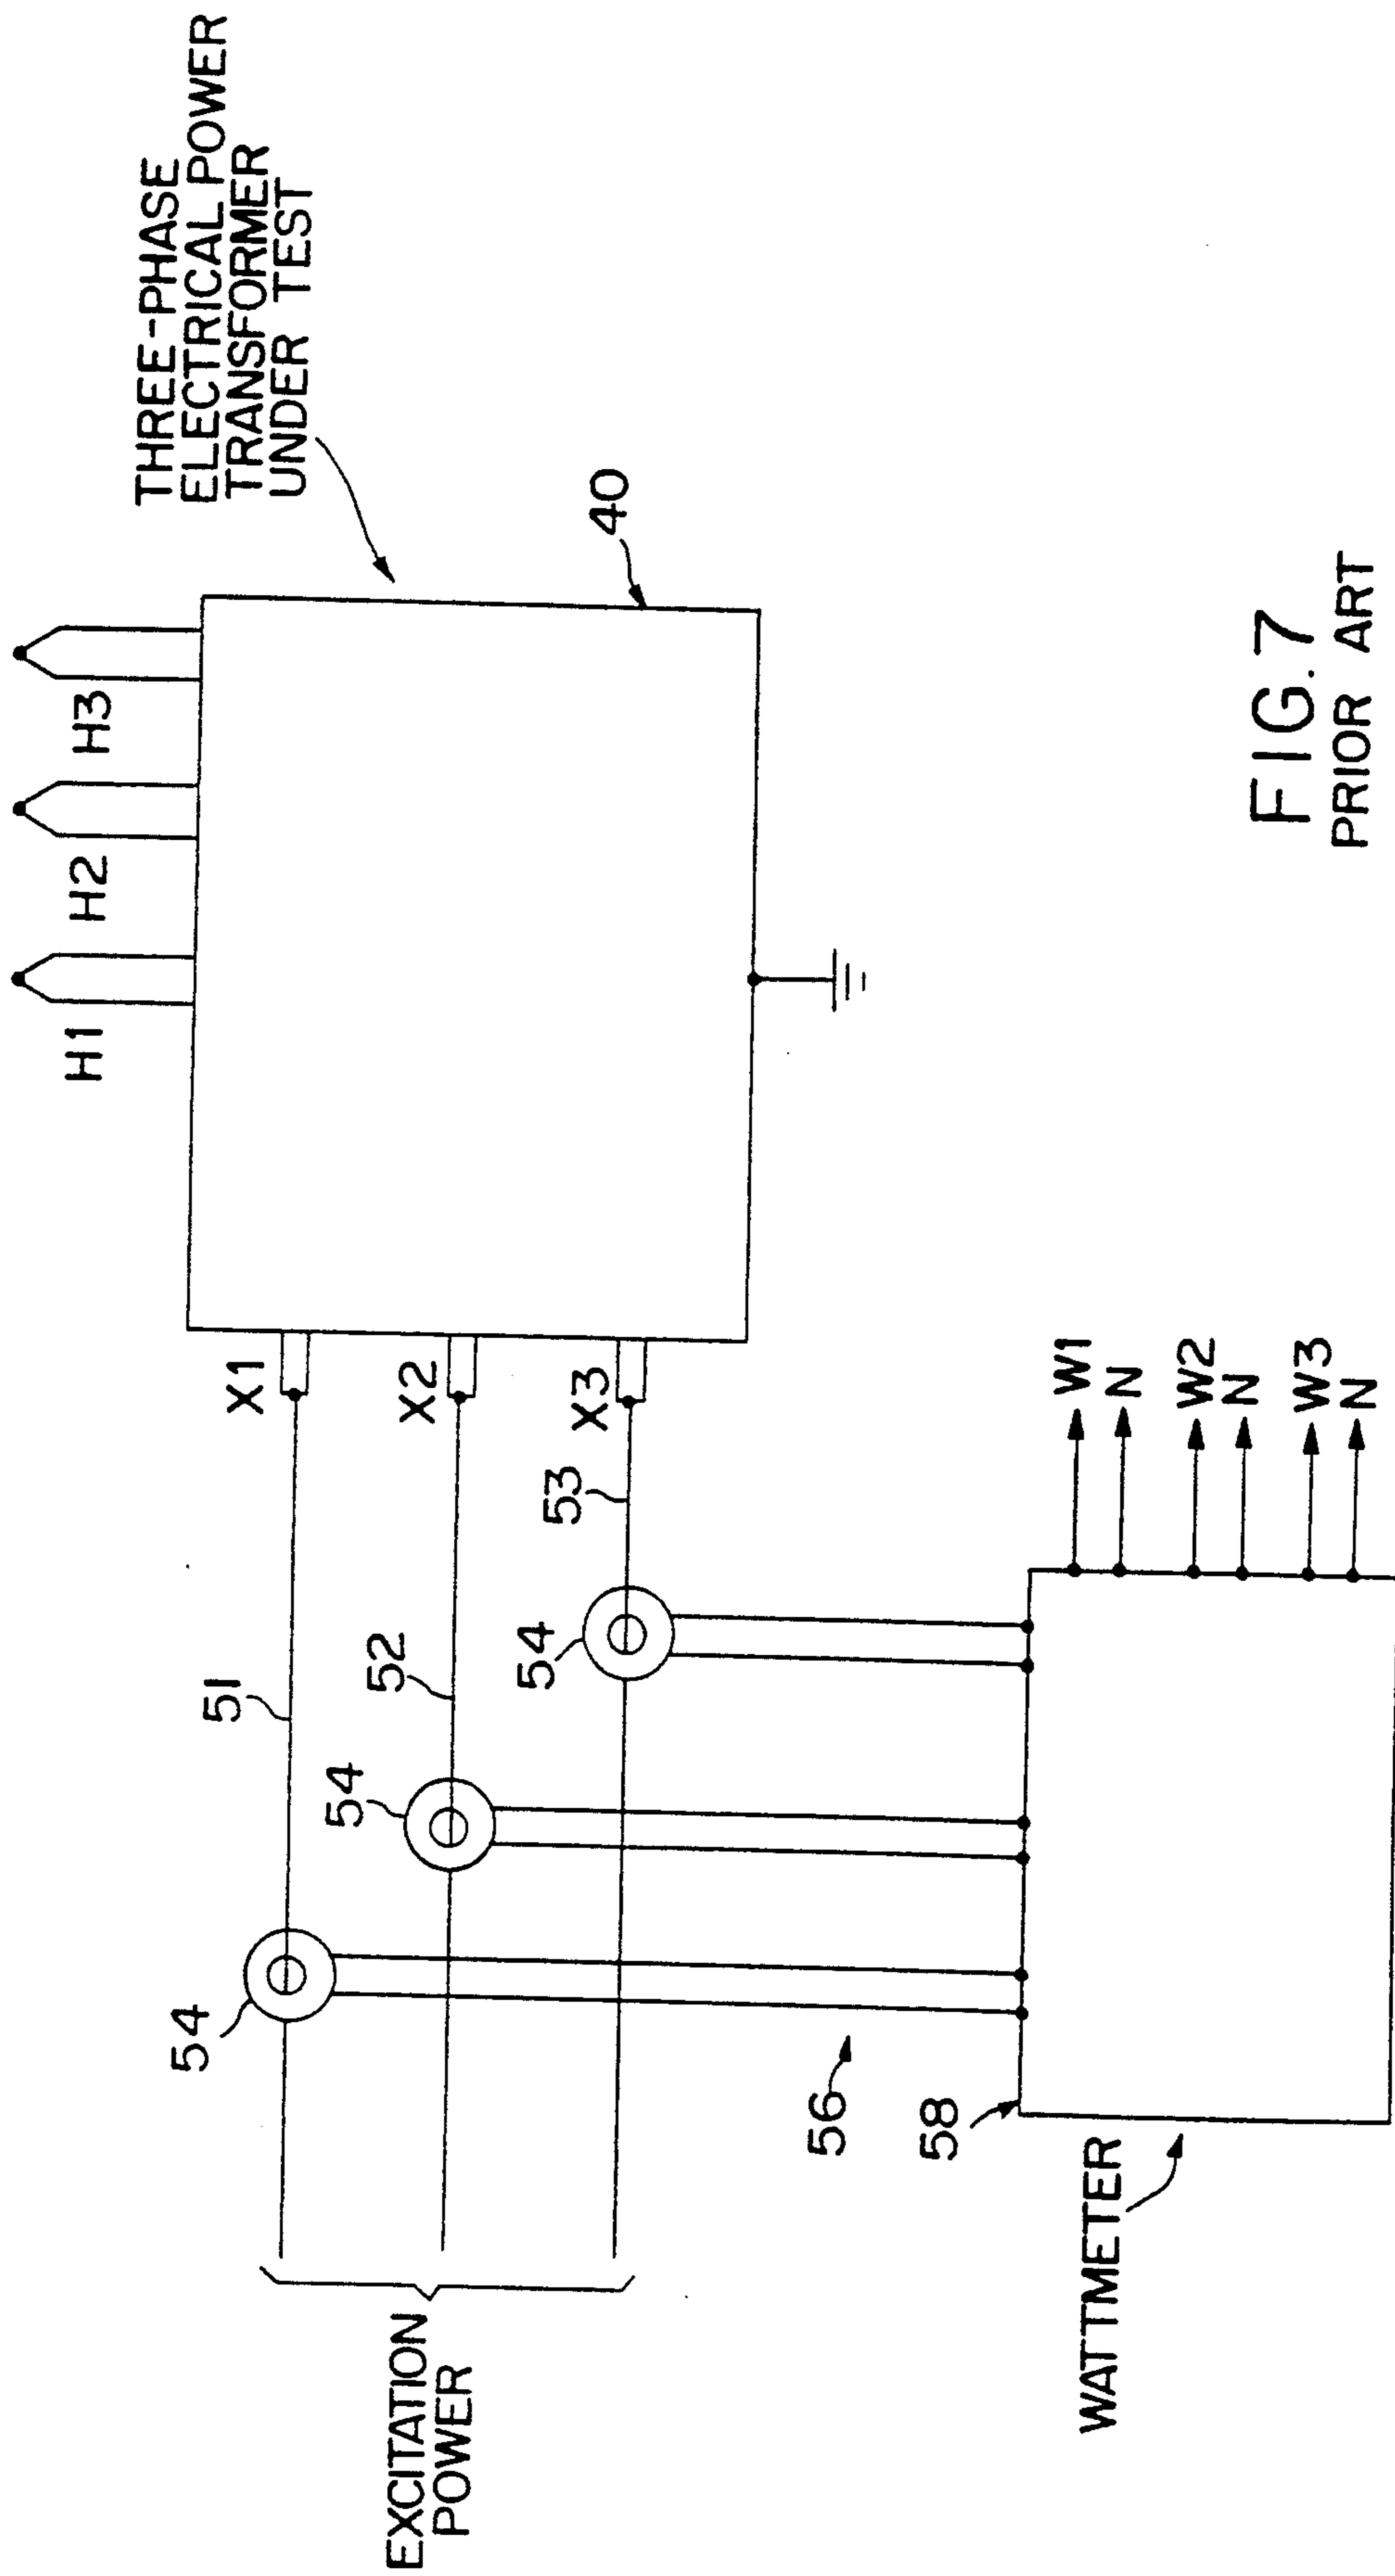 THREE-PHASE
ELECTRICAL POWER
TRANSFORMER
UNDER TEST
H1
H2
H3
40
X1
X2
X3
51
52
53
54
54
54
EXCITATION
POWER
56
58
WATTMETER
W1
N
W2
N
W3
N
FIG. 7
PRIOR ART